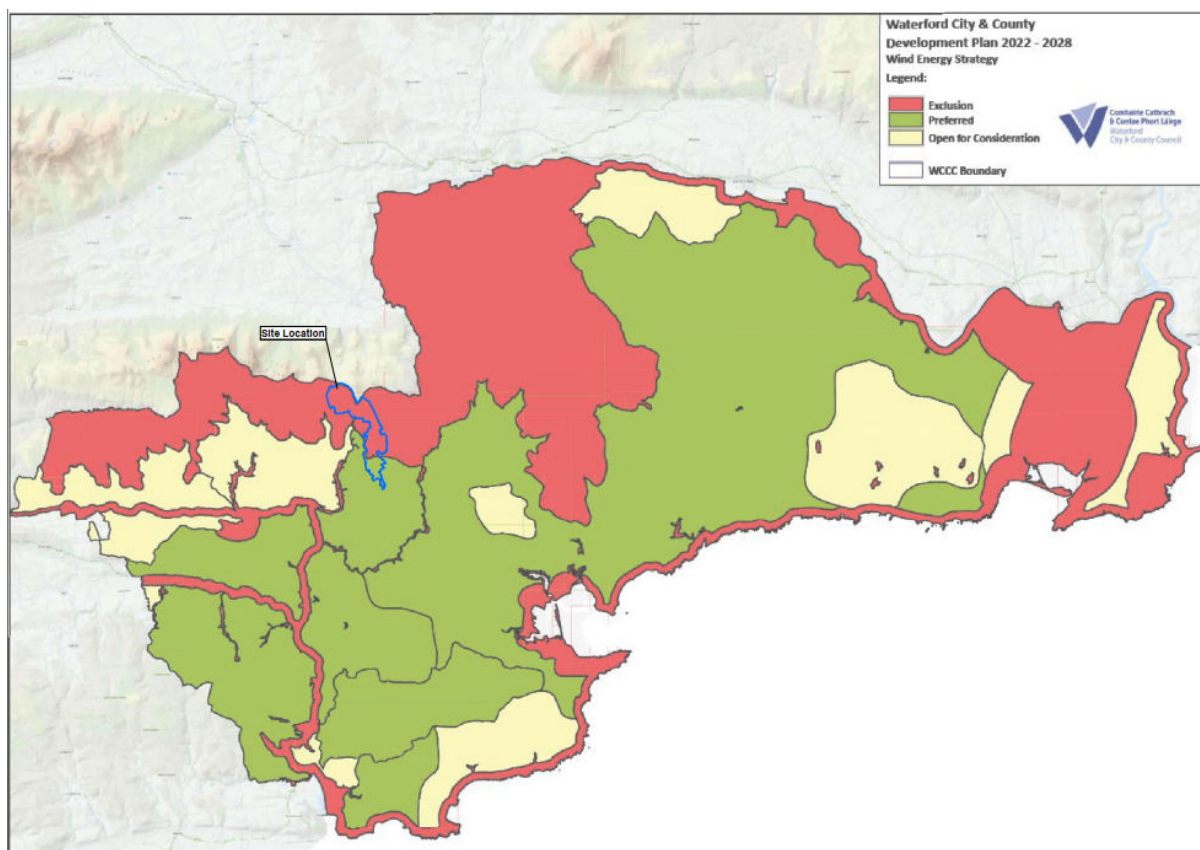 Waterford City & County
Development Plan 2022 - 2028
Wind Energy Strategy
Legend:
Exclusion
Preferred
Open for Consideration
WCCC Boundary
Comhairle Cathrach
& Contae Phort Láirge
Waterford
City & County Council
Site Location